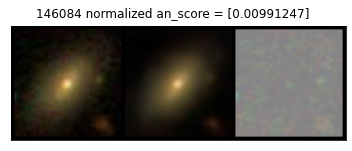 146084 normalized an_score = [0.00991247]